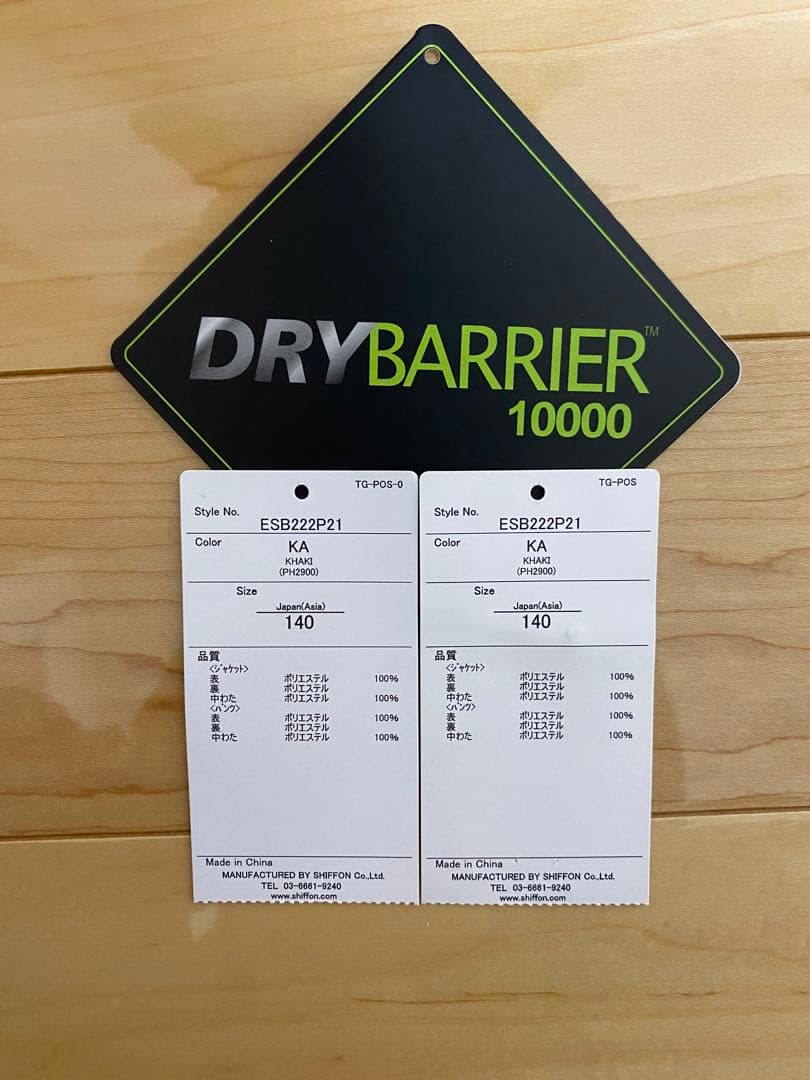 DRYBARRIER™
10000
TG-POS-0
Style No.
ESB222P21
Color
KA
KHAKI
(PH2900)
Size
Japan(Asia)
140
品質
<ジャケット>
表 ポリエステル 100%
裏 ポリエステル
中わた ポリエステル 100%
<パンツ>
表 ポリエステル 100%
裏 ポリエステル
中わた ポリエステル 100%
Made in China
MANUFACTURED BY SHIFFON Co.,Ltd.
TEL 03-6661-9240
www.shiffon.com
TG-POS
Style No.
ESB222P21
Color
KA
KHAKI
(PH2900)
Size
Japan(Asia)
140
品質
<ジャケット>
表 ポリエステル 100%
裏 ポリエステル
中わた ポリエステル 100%
<パンツ>
表 ポリエステル 100%
裏 ポリエステル
中わた ポリエステル 100%
Made in China
MANUFACTURED BY SHIFFON Co.,Ltd.
TEL 03-6661-9240
www.shiffon.com